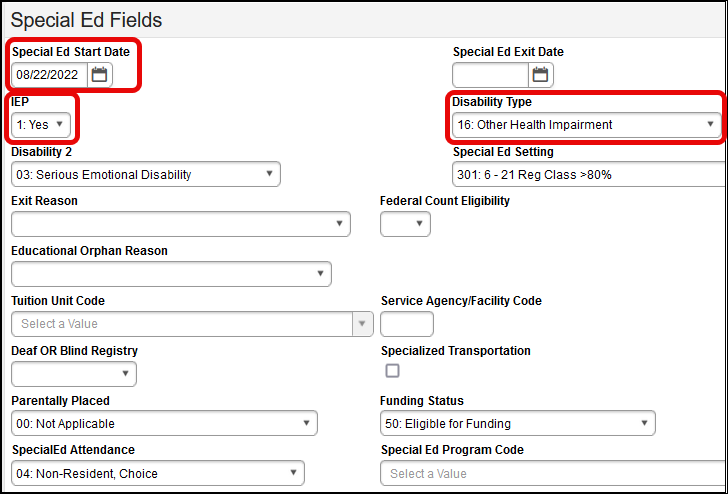 Special Ed Fields
Special Ed Start Date Special Ed Exit Date
08/22/2022
IEP Disability Type
1: Yes 16: Other Health Impairment
Disability 2 Special Ed Setting
03: Serious Emotional Disability 301: 6 - 21 Reg Class >80%
Exit Reason Federal Count Eligibility
Educational Orphan Reason
Tuition Unit Code Service Agency/Facility Code
Select a Value
Deaf OR Blind Registry Specialized Transportation
Parentally Placed Funding Status
00: Not Applicable 50: Eligible for Funding
SpecialEd Attendance Special Ed Program Code
04: Non-Resident, Choice Select a Value